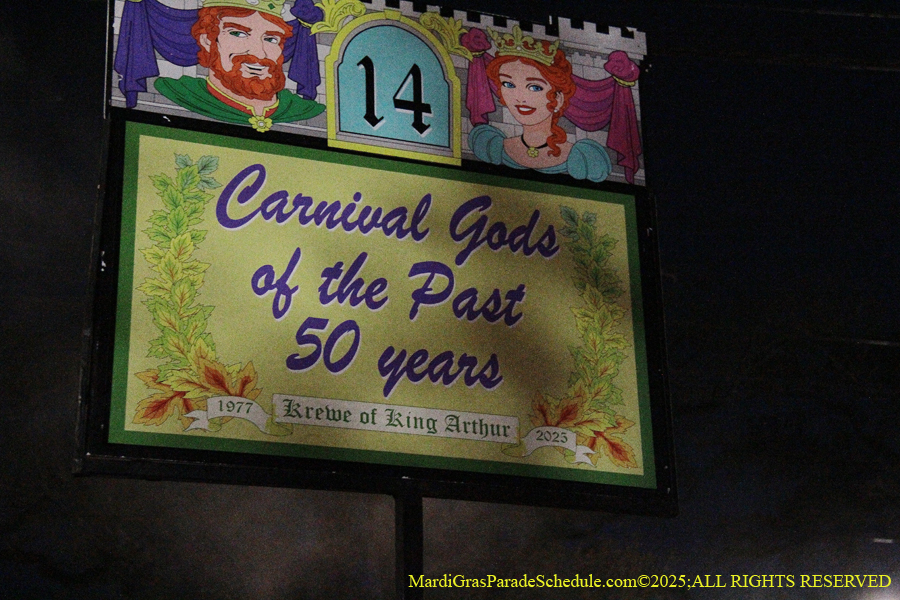 14
Carnival Gods
of the Past
50 years
1977
Krewe of King Arthur
2025
MardiGrasParadeSchedule.com©2025;ALL RIGHTS RESERVED